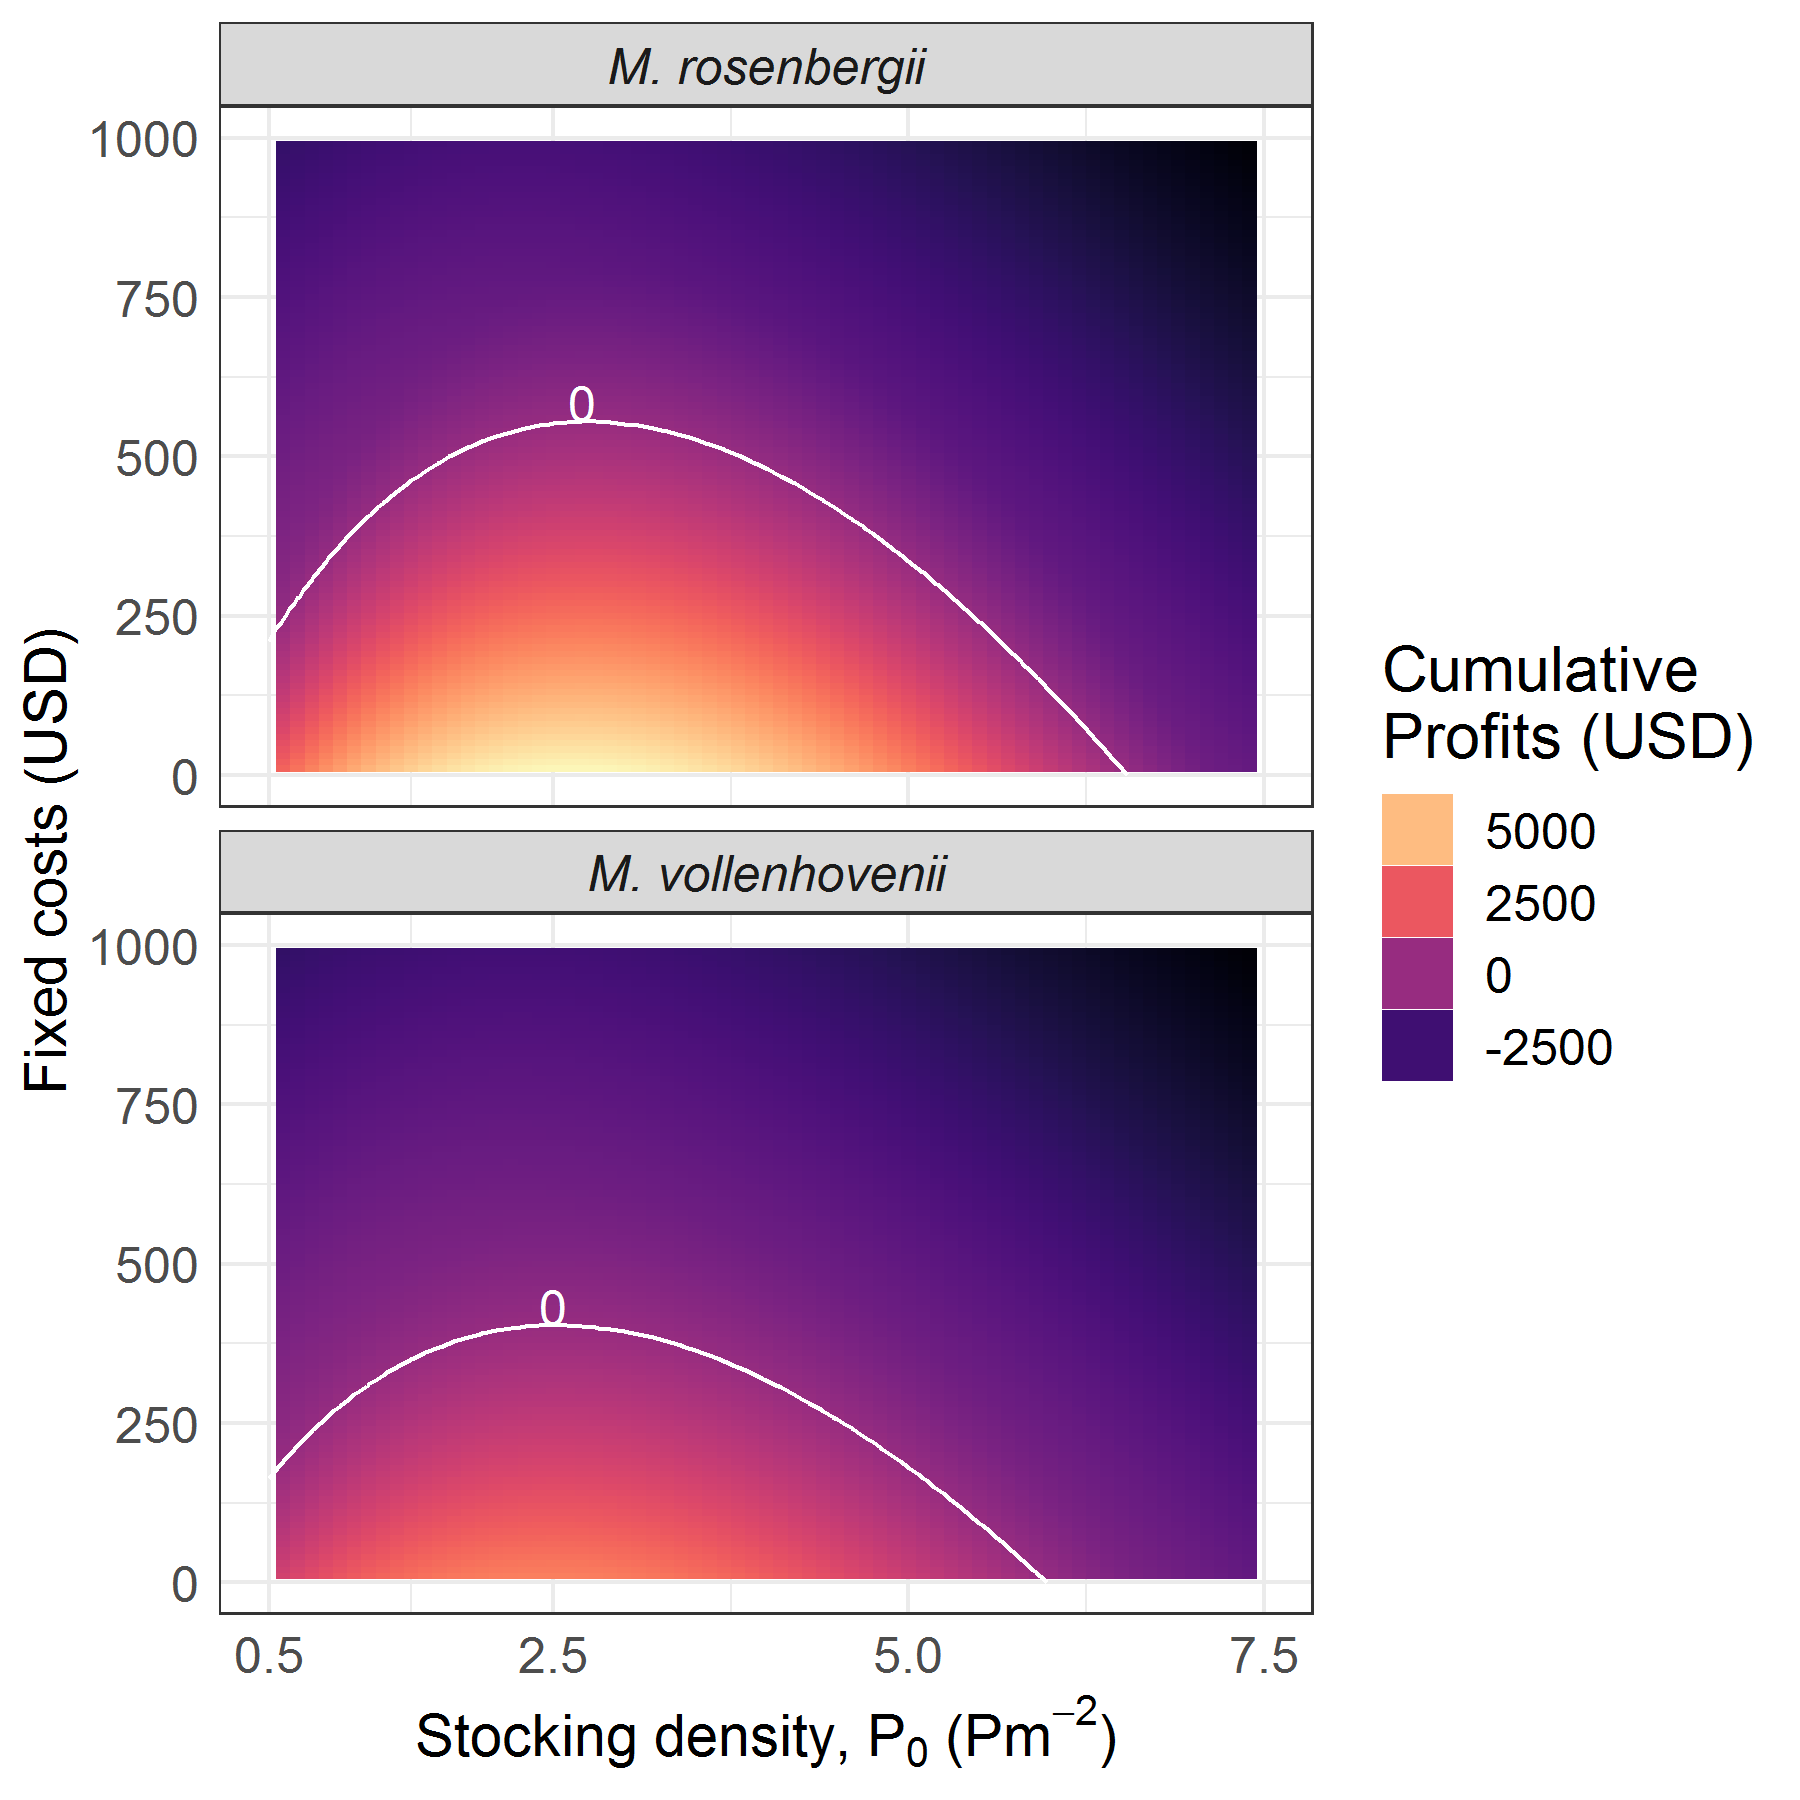 M. rosenbergii
1000
750
500
250
0
0
M. vollenhovenii
1000
750
500
250
0
0
0.5 2.5 5.0 7.5
Stocking density, P₀ (Pm⁻²)
Fixed costs (USD)
Cumulative
Profits (USD)
5000
2500
0
-2500